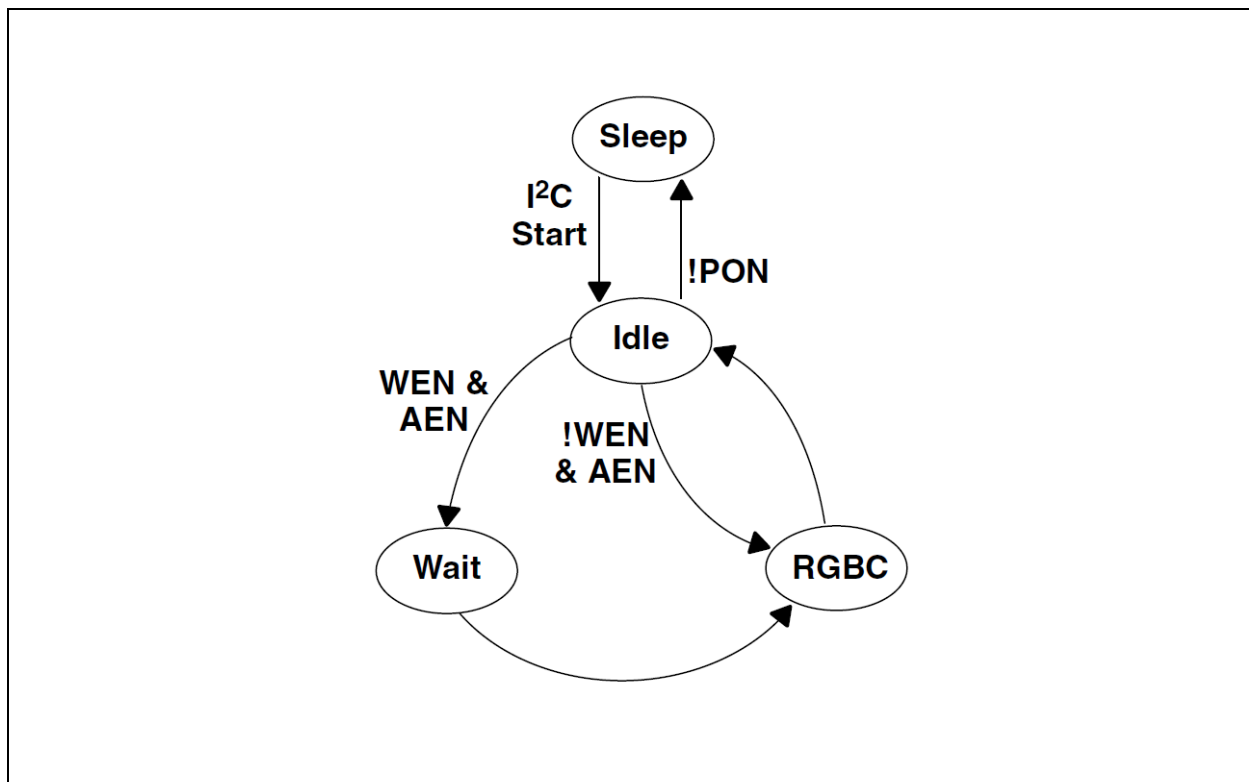 Sleep
I²C
Start
!PON
Idle
WEN &
AEN
!WEN
& AEN
Wait
RGBC